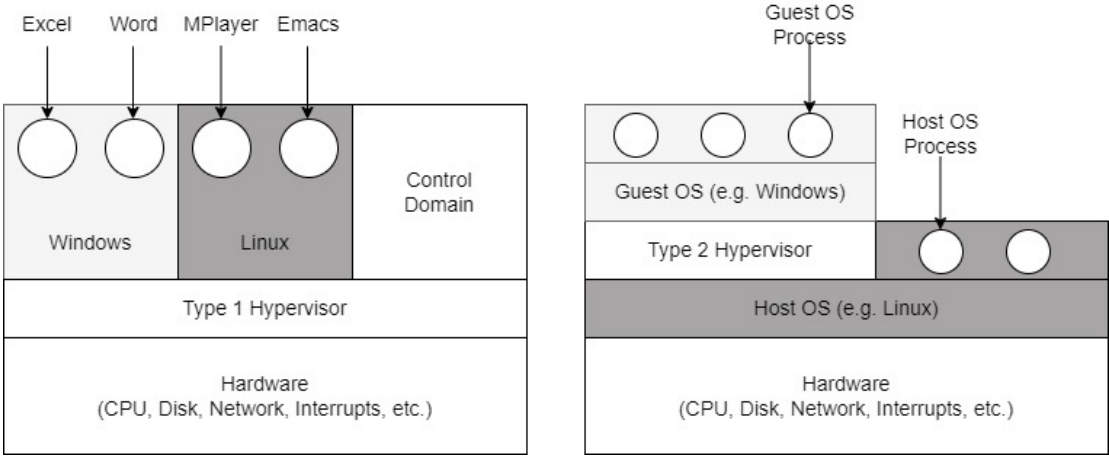 Excel
Word
MPlayer
Emacs
Windows
Linux
Control
Domain
Type 1 Hypervisor
Hardware
(CPU, Disk, Network, Interrupts, etc.)
Guest OS
Process
Host OS
Process
Guest OS (e.g. Windows)
Type 2 Hypervisor
Host OS (e.g. Linux)
Hardware
(CPU, Disk, Network, Interrupts, etc.)